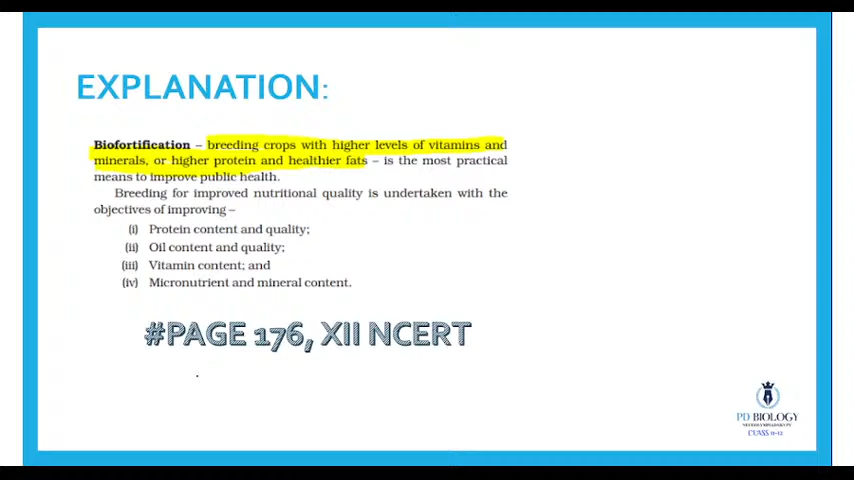 EXPLANATION:
Biofortification – breeding crops with higher levels of vitamins and
minerals, or higher protein and healthier fats – is the most practical
means to improve public health.
Breeding for improved nutritional quality is undertaken with the
objectives of improving –
(i) Protein content and quality;
(ii) Oil content and quality;
(iii) Vitamin content; and
(iv) Micronutrient and mineral content.
#PAGE 176, XII NCERT
PD BIOLOGY
CLASS 11-12